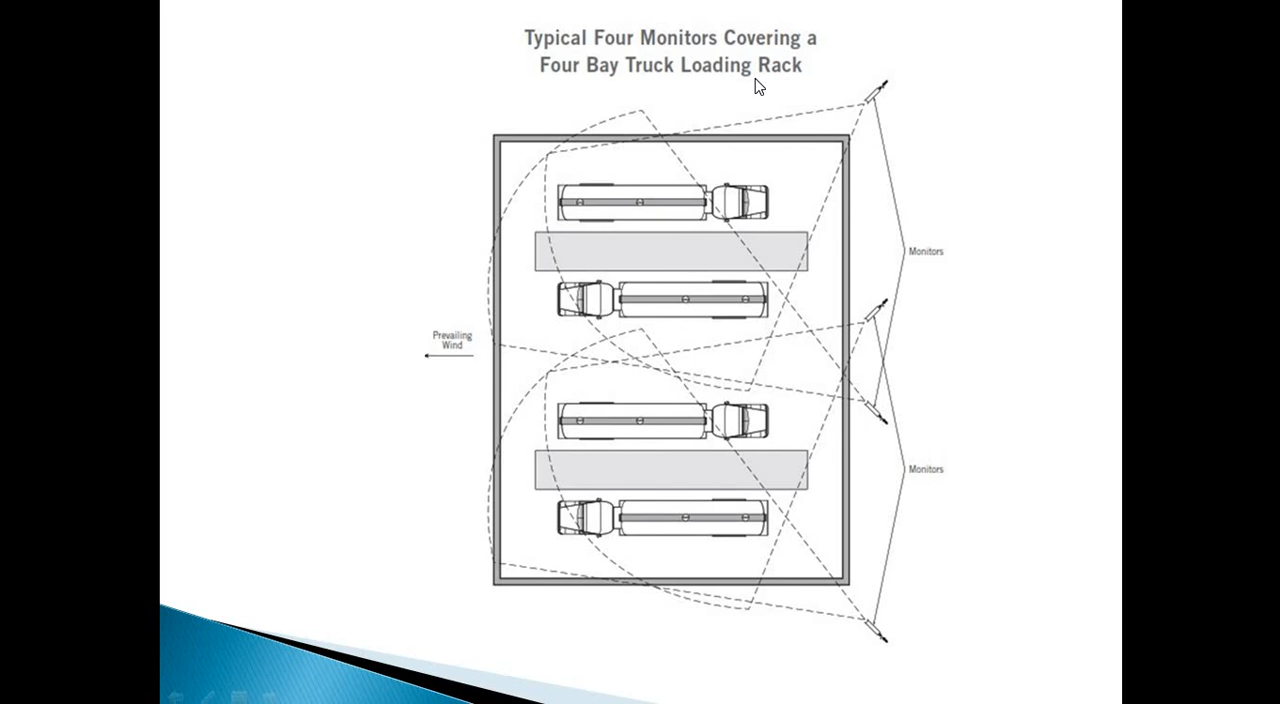 Typical Four Monitors Covering a
Four Bay Truck Loading Rack
Monitors
Prevailing
Wind
Monitors